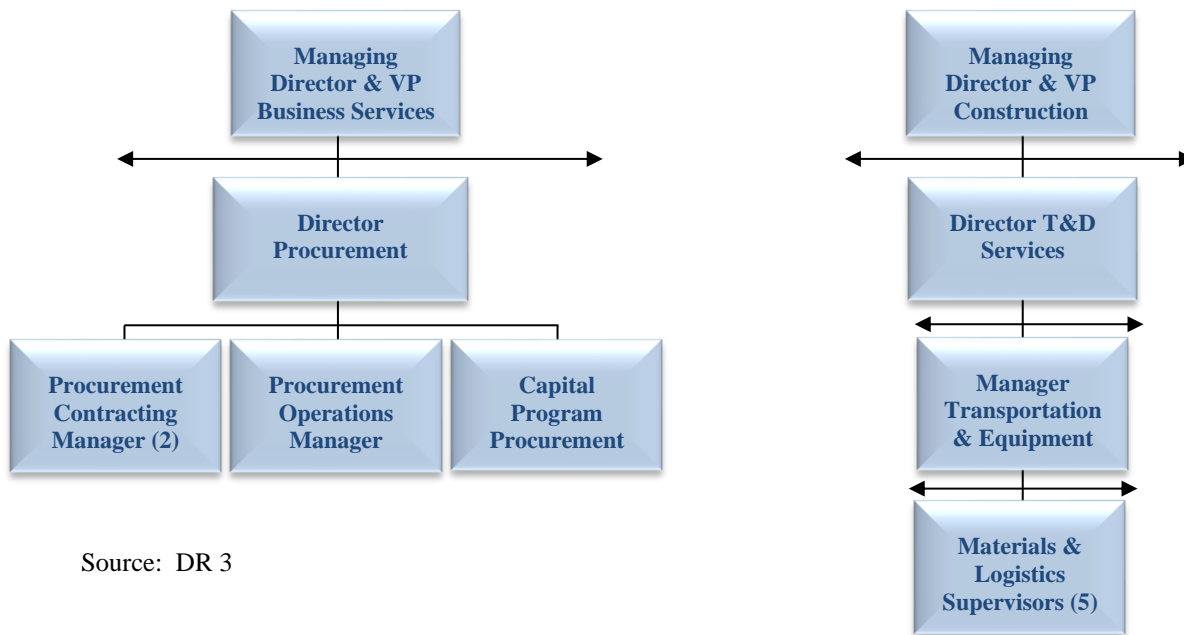 Managing
Director & VP
Business Services
Director
Procurement
Procurement
Contracting
Manager (2)
Procurement
Operations
Manager
Capital
Program
Procurement
Source: DR 3
Managing
Director & VP
Construction
Director T&D
Services
Manager
Transportation
& Equipment
Materials &
Logistics
Supervisors (5)